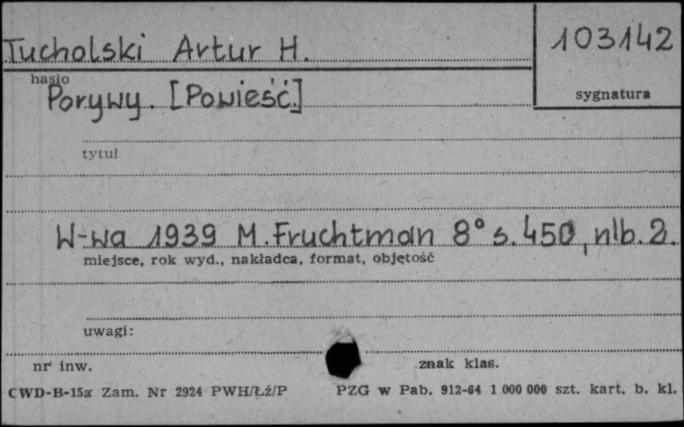 Tucholski Artur H.
103142
hasło
sygnatura
Porywy. [Powieść.]
tytuł
W-wa 1939 M. Fruchtman 8° s. 450, nlb. 2.
miejsce, rok wyd., nakładca, format, objętość
uwagi:
nr inw.
znak klas.
CWD-B-15a Zam. Nr 2924 PWH/Łź/P PZG w Pab. 912-64 1 000 000 szt. kart. b. kl.